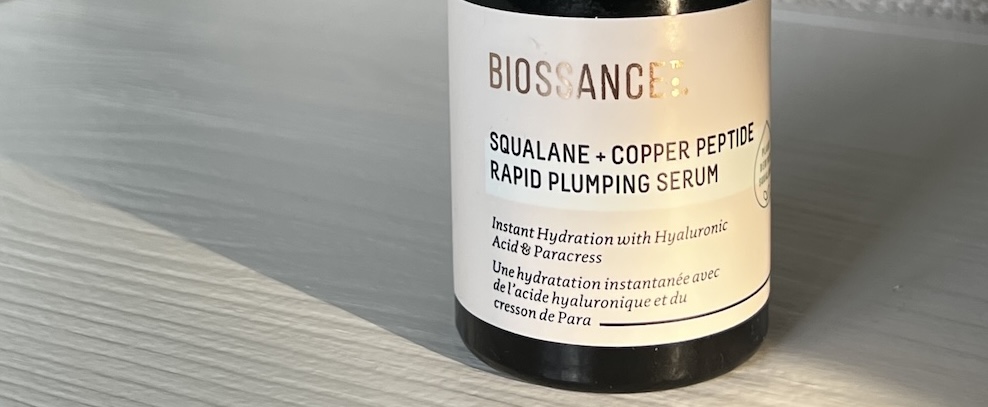 BIOSSANCE
SQUALANE + COPPER PEPTIDE
RAPID PLUMPING SERUM
Instant Hydration with Hyaluronic
Acid & Paracress
Une hydratation instantanée avec
de l'acide hyaluronique et du
cresson de Para